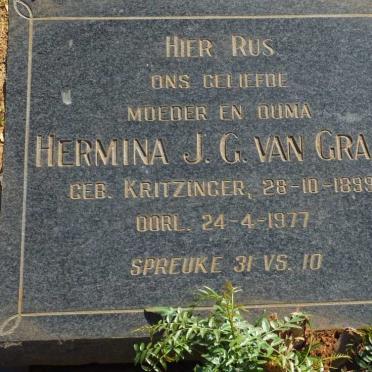 HIER RUS
ONS GELIEFDE
MOEDER EN OUMA
HERMINA J. G. VAN GRA
GEB. KRITZINGER, 28-10-1899
OORL. 24-4-1977
SPREUKE 31 VS. 10